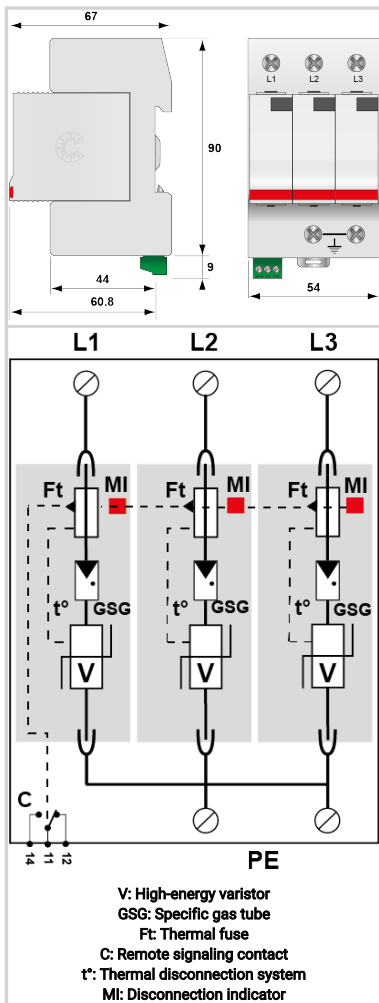 67
L1 L2 L3
90
9
44
60.8
54
L1 L2 L3
Ft MI Ft MI Ft MI
t° GSG t° GSG t° GSG
V V V
C
14 11 12
PE
V: High-energy varistor
GSG: Specific gas tube
Ft: Thermal fuse
C: Remote signaling contact
t°: Thermal disconnection system
MI: Disconnection indicator